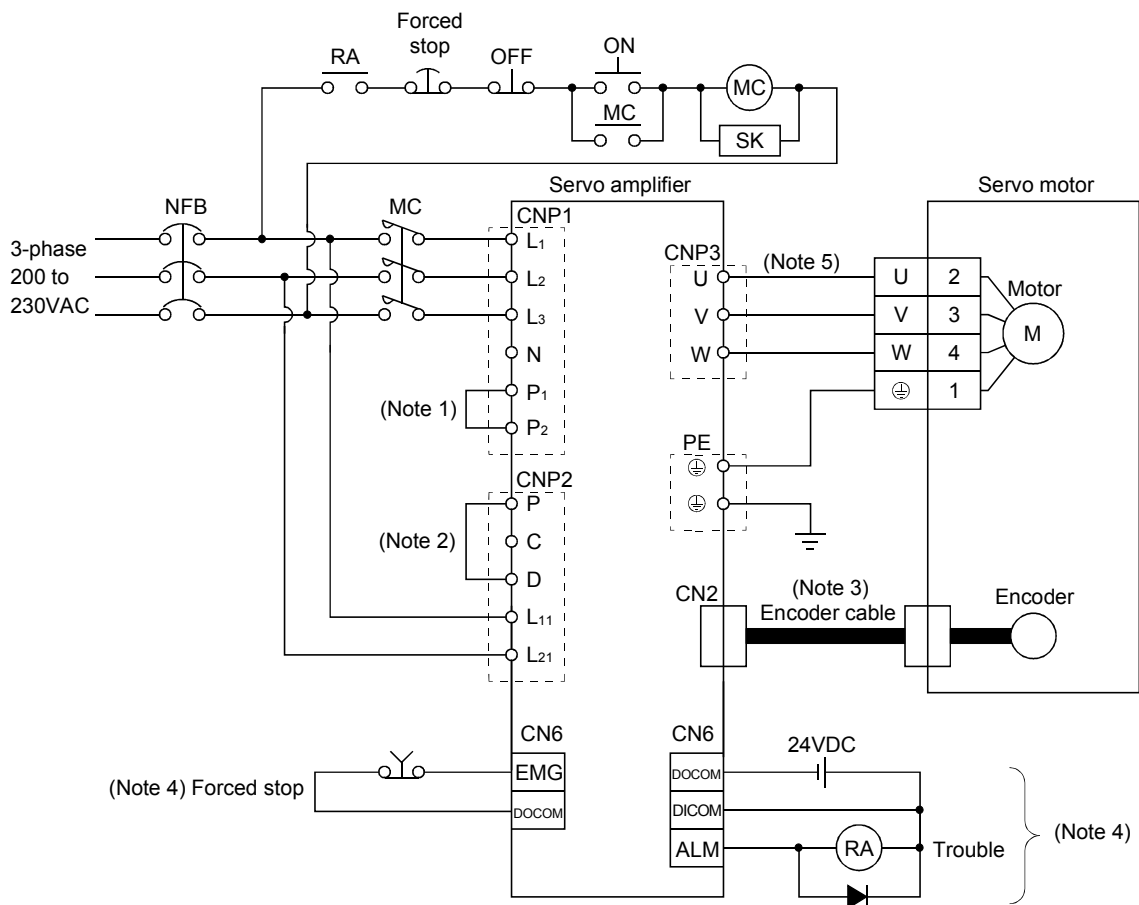 Forced
stop
RA
OFF
ON
MC
MC
SK
Servo amplifier
Servo motor
NFB
MC
CNP1
3-phase
200 to
230VAC
L1
L2
L3
N
P1
P2
(Note 1)
CNP3
U
V
W
(Note 5)
U 2
V 3
W 4
1
Motor
M
PE
CNP2
P
C
D
L11
L21
(Note 2)
CN2
(Note 3)
Encoder cable
Encoder
CN6
EMG
DOCOM
(Note 4) Forced stop
CN6
DOCOM
DICOM
ALM
24VDC
RA
Trouble
(Note 4)